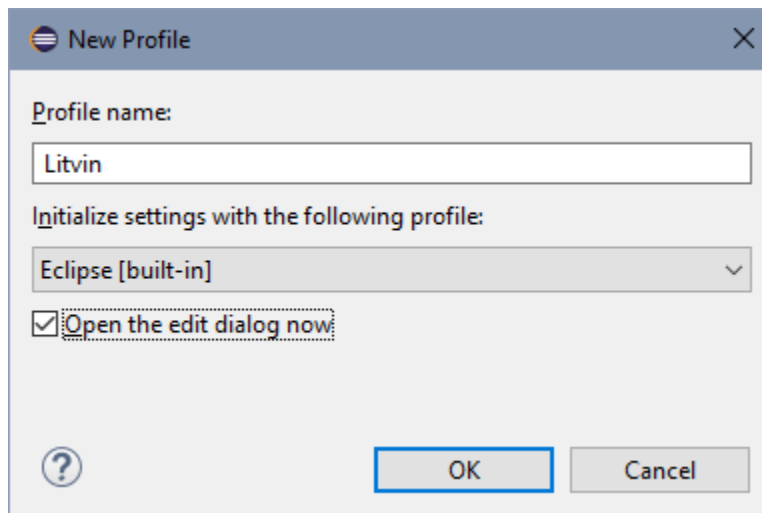 New Profile
Profile name:
Litvin
Initialize settings with the following profile:
Eclipse [built-in]
Open the edit dialog now
?
OK Cancel